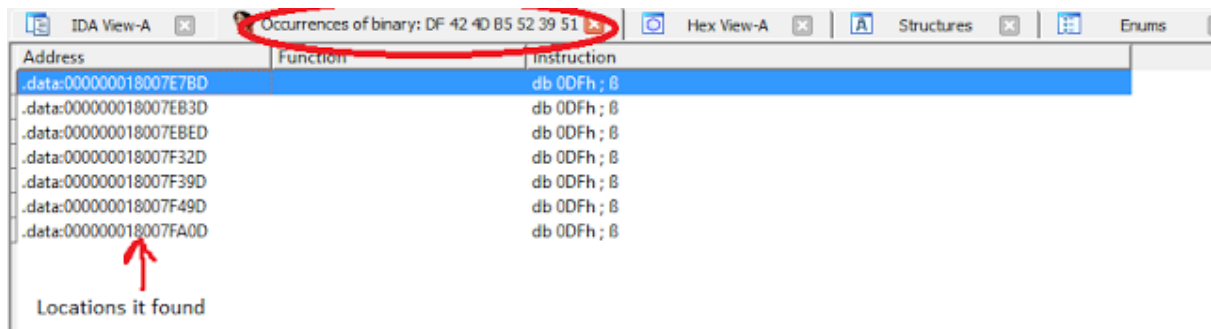 IDA View-A Occurrences of binary: DF 42 4D B5 52 39 51 Hex View-A Structures Enums
Address Function Instruction
.data:000000018007E7BD db 0DFh ; ß
.data:000000018007EB3D db 0DFh ; ß
.data:000000018007EBED db 0DFh ; ß
.data:000000018007F32D db 0DFh ; ß
.data:000000018007F39D db 0DFh ; ß
.data:000000018007F49D db 0DFh ; ß
.data:000000018007FA0D db 0DFh ; ß
Locations it found